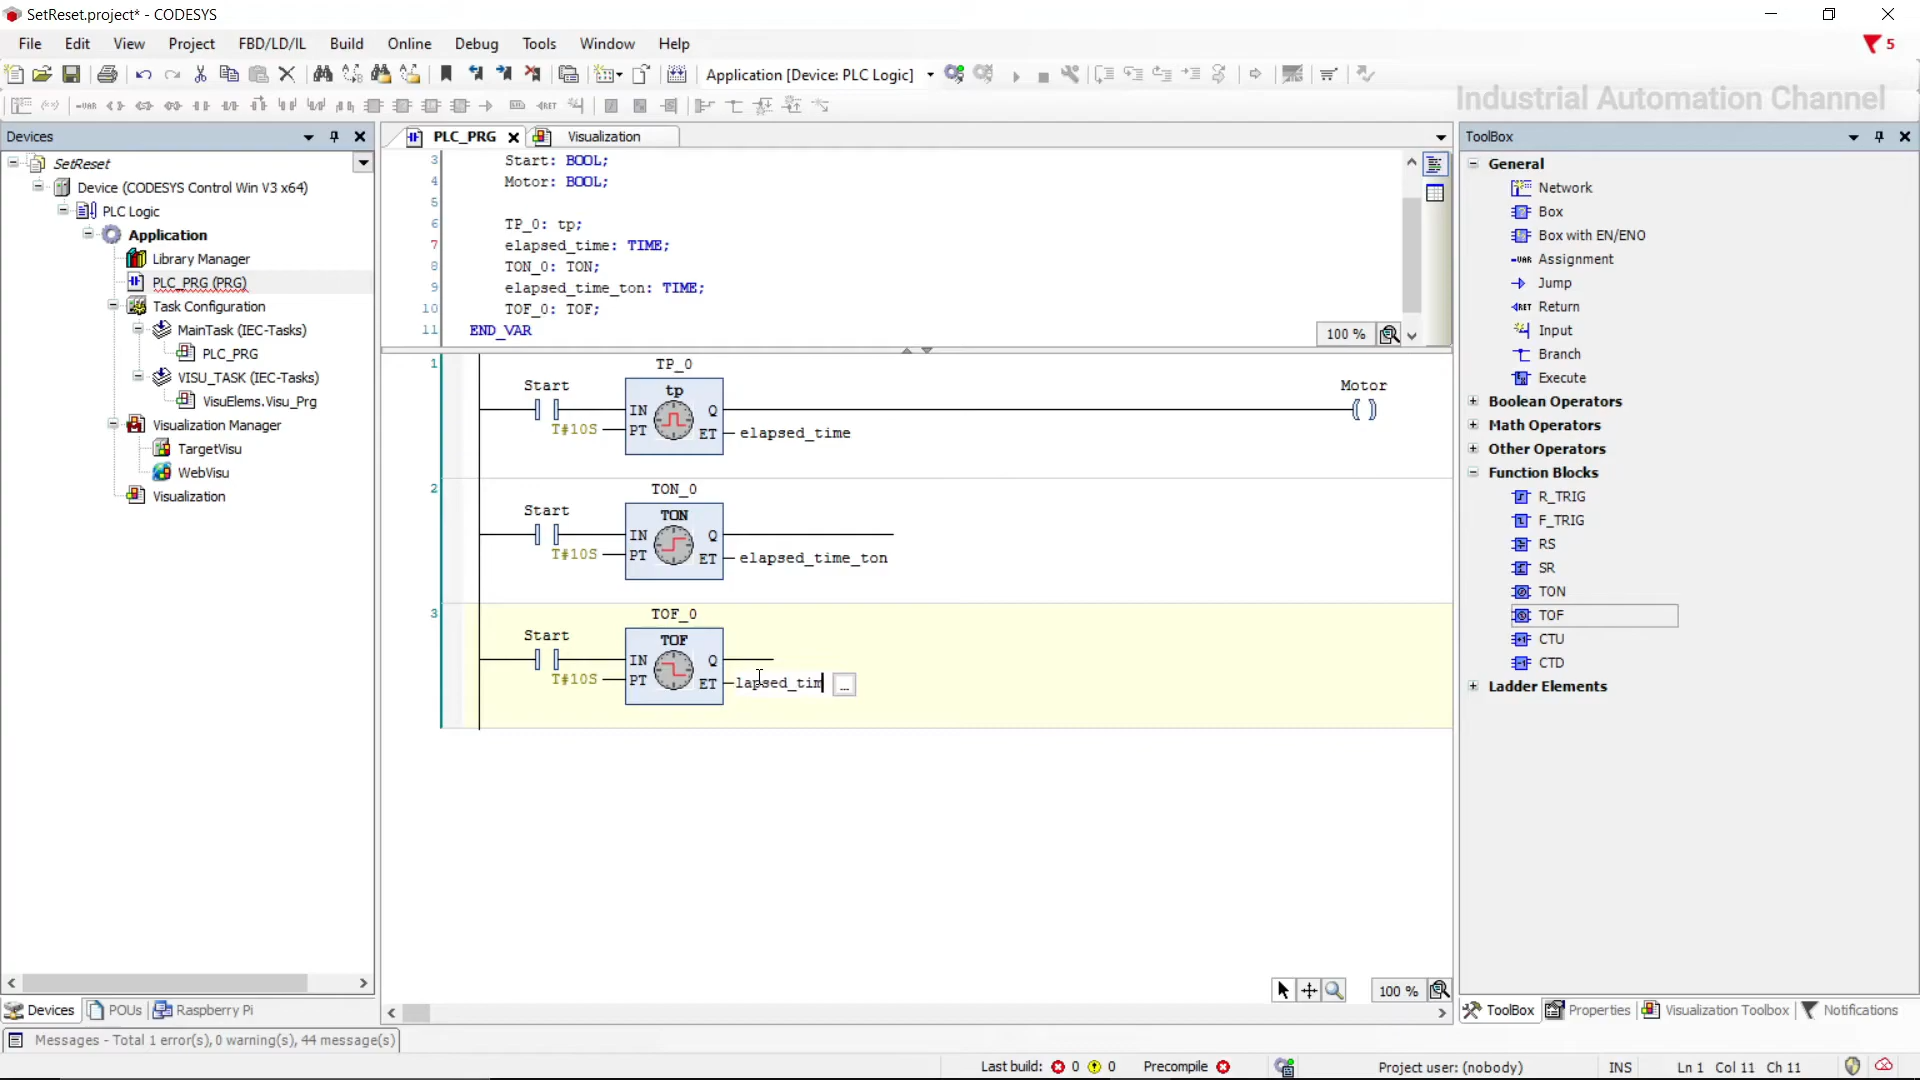 SetReset.project* - CODESYS
File Edit View Project FBD/LD/IL Build Online Debug Tools Window Help
5
Application [Device: PLC Logic]
Industrial Automation Channel
Devices
SetReset
Device (CODESYS Control Win V3 x64)
PLC Logic
Application
Library Manager
PLC_PRG (PRG)
Task Configuration
MainTask (IEC-Tasks)
PLC_PRG
VISU_TASK (IEC-Tasks)
VisuElems.Visu_Prg
Visualization Manager
TargetVisu
WebVisu
Visualization
Devices POUs Raspberry Pi
PLC_PRG Visualization
3 Start: BOOL;
4 Motor: BOOL;
5
6 TP_0: tp;
7 elapsed_time: TIME;
8 TON_0: TON;
9 elapsed_time_ton: TIME;
10 TOF_0: TOF;
11 END_VAR
100 %
1 TP_0
Start tp Motor
IN Q
T#10S PT ET elapsed_time
2 TON_0
Start TON
IN Q
T#10S PT ET elapsed_time_ton
3 TOF_0
Start TOF
IN Q
T#10S PT ET lapsed_tim ...
100 %
ToolBox
General
Network
Box
Box with EN/ENO
Assignment
Jump
Return
Input
Branch
Execute
Boolean Operators
Math Operators
Other Operators
Function Blocks
R_TRIG
F_TRIG
RS
SR
TON
TOF
CTU
CTD
Ladder Elements
ToolBox Properties Visualization Toolbox Notifications
Messages - Total 1 error(s), 0 warning(s), 44 message(s)
Last build: 0 0 Precompile Project user: (nobody) INS Ln 1 Col 11 Ch 11